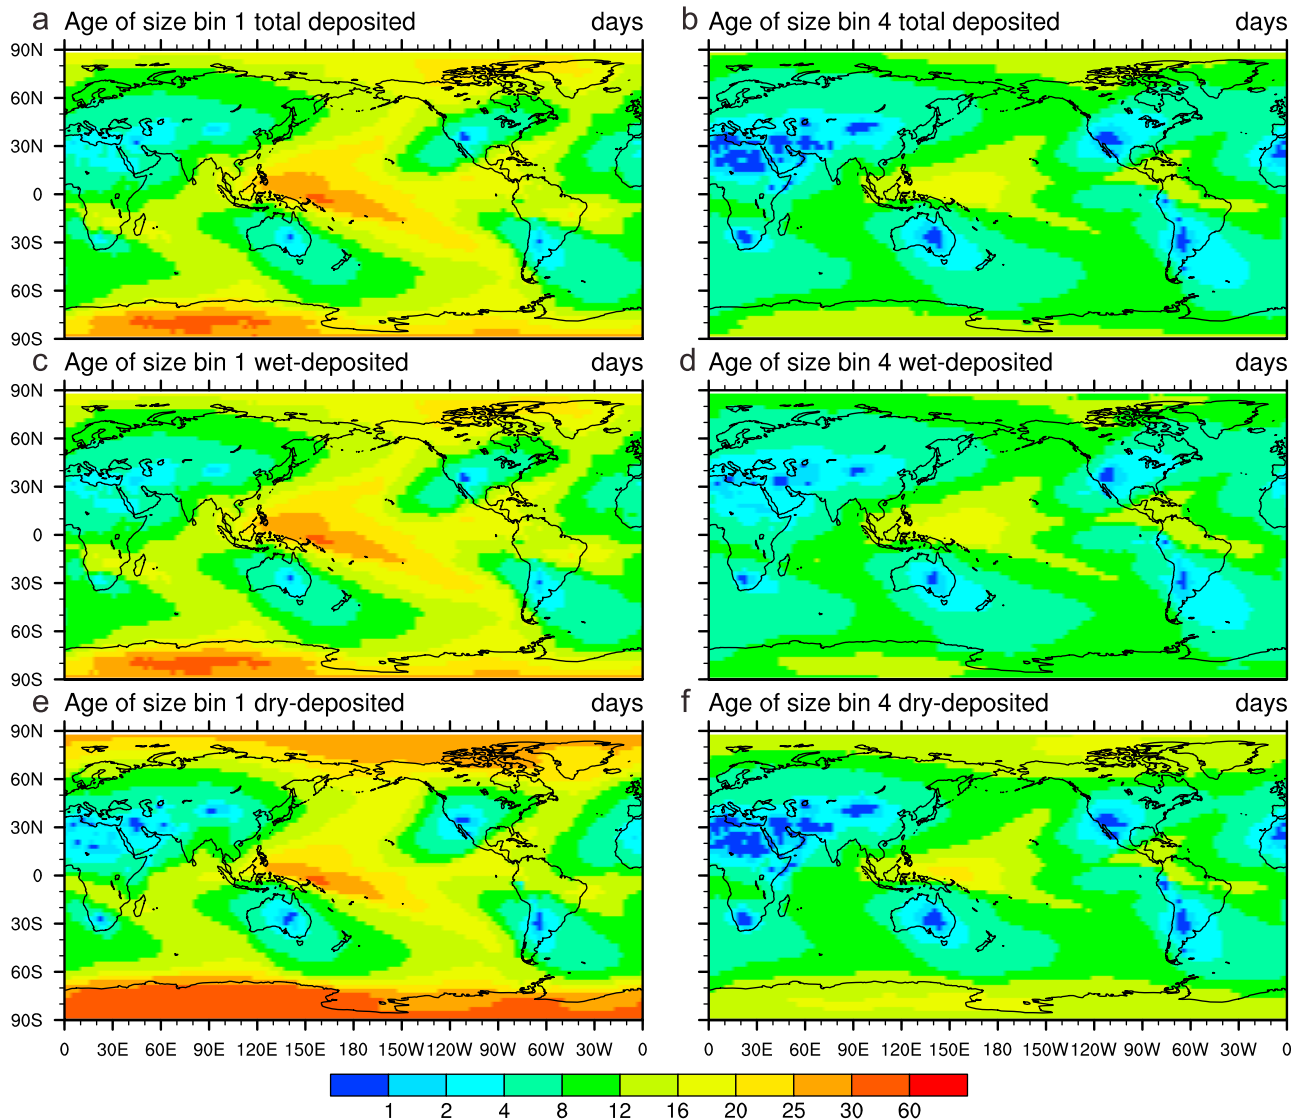 a Age of size bin 1 total deposited days
b Age of size bin 4 total deposited days
90N
60N
30N
0
30S
60S
90S
c Age of size bin 1 wet-deposited days
d Age of size bin 4 wet-deposited days
90N
60N
30N
0
30S
60S
90S
e Age of size bin 1 dry-deposited days
f Age of size bin 4 dry-deposited days
90N
60N
30N
0
30S
60S
90S
0 30E 60E 90E 120E 150E 180 150W 120W 90W 60W 30W 0
0 30E 60E 90E 120E 150E 180 150W 120W 90W 60W 30W 0
1 2 4 8 12 16 20 25 30 60